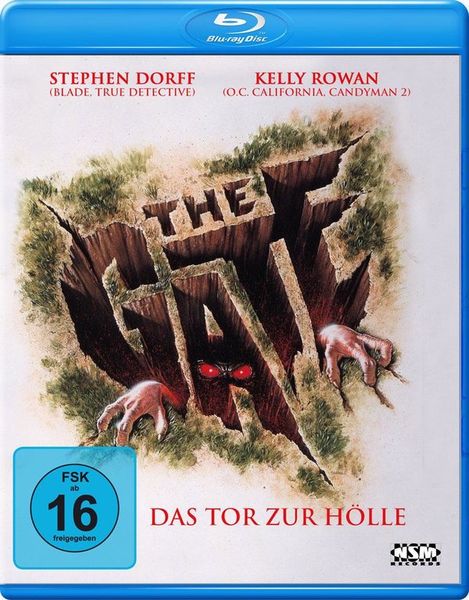 Blu-ray Disc
STEPHEN DORFF
(BLADE, TRUE DETECTIVE)
KELLY ROWAN
(O.C. CALIFORNIA, CANDYMAN 2)
THE
GATE
FSK
ab
16
freigegeben
DAS TOR ZUR HÖLLE
NSM
RECORDS